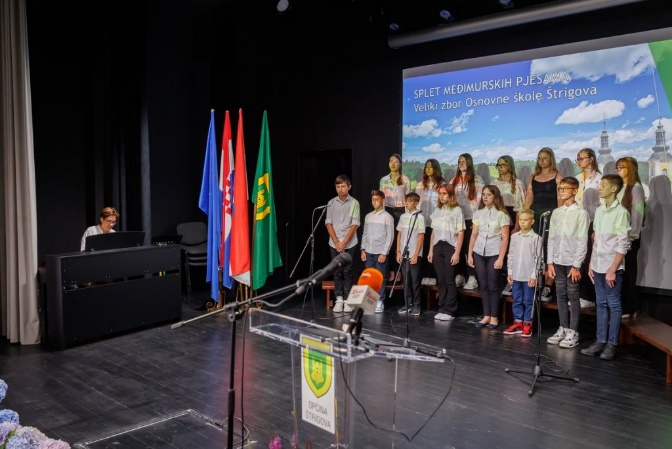 SPLET MEĐIMURSKIH PJESAMA
Veliki zbor Osnovne škole Štrigova
OPĆINA
ŠTRIGOVA